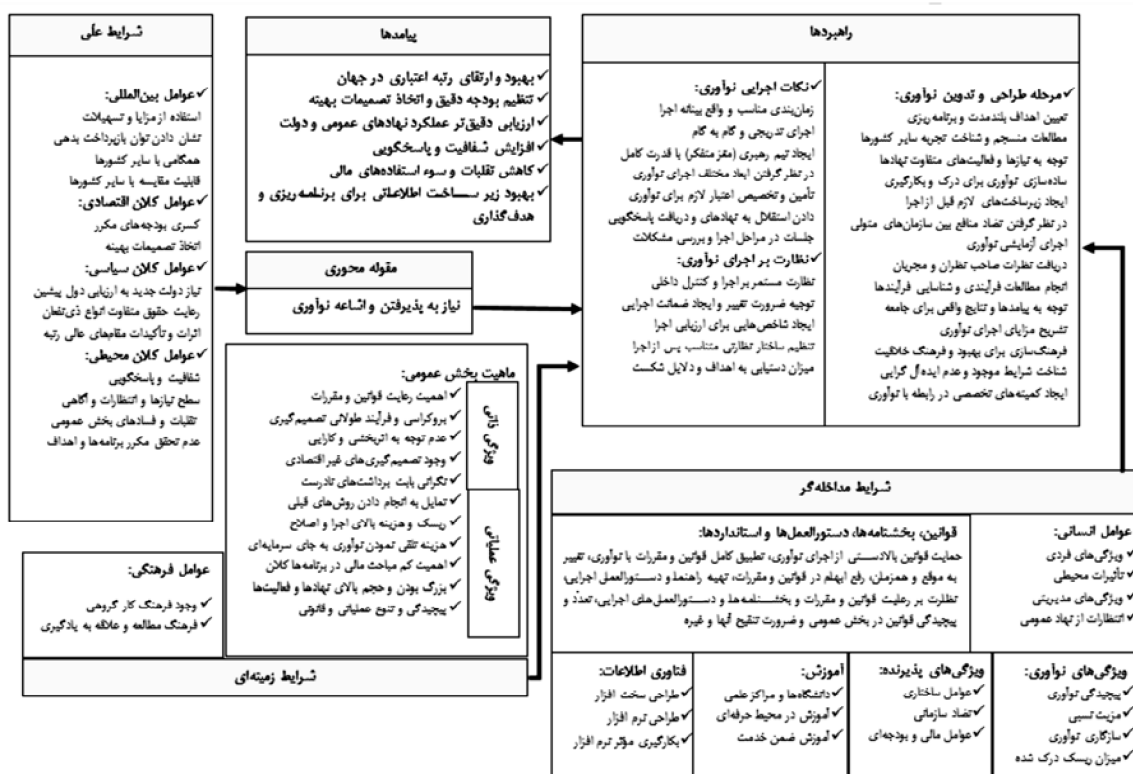 شرایط علّی
عوامل بین‌المللی:
استفاده از مزایا و تسهیلات
نشان دادن توان بازپرداخت بدهی
همگامی با سایر کشورها
قابلیت مقایسه با سایر کشورها
عوامل کلان اقتصادی:
کسری بودجه‌های مکرر
اتخاذ تصمیمات بهینه
عوامل کلان سیاسی:
نیاز دولت جدید به ارزیابی دول پیشین
رعایت حقوق متفاوت انواع ذی‌نفعان
اثرات و تأکیدات مقام‌های عالی رتبه
عوامل کلان محیطی:
شفافیت و پاسخگویی
سطح نیازها و انتظارات و آگاهی
تقلبات و فسادهای بخش عمومی
عدم تحقق مکرر برنامه‌ها و اهداف
پیامدها
بهبود و ارتقای رتبه اعتباری در جهان
تنظیم بودجه دقیق و اتخاذ تصمیمات بهینه
ارزیابی دقیق‌تر عملکرد نهادهای عمومی و دولت
افزایش شفافیت و پاسخگویی
کاهش تقلبات و سوء استفاده‌های مالی
بهبود زیر ساخت اطلاعاتی برای برنامه ریزی و
هدف‌گذاری
مقوله محوری
نیاز به پذیرفتن و اشاعه نوآوری
راهبردها
مرحله طراحی و تدوین نوآوری:
تعیین اهداف بلندمدت و برنامه ریزی
مطالعات منسجم و شناخت تجربه سایر کشورها
توجه به نیازها و فعالیت‌های متفاوت نهادها
ساده‌سازی نوآوری برای درک و بکارگیری
ایجاد زیرساخت‌های لازم قبل از اجرا
در نظر گرفتن تضاد منافع بین سازمان‌های متولی
اجرای آزمایشی نوآوری
دریافت نظرات صاحب نظران و مجریان
انجام مطالعات فرآیندی و شناسایی فرآیندها
توجه به پیامدها و نتایج واقعی برای جامعه
تشریح مزایای اجرای نوآوری
فرهنگ‌سازی برای بهبود و فرهنگ خلاقیت
شناخت شرایط موجود و عدم ایده‌آل گرایی
ایجاد کمیته‌های تخصصی در رابطه با نوآوری
نکات اجرایی نوآوری:
زمان‌بندی مناسب و واقع بینانه اجرا
اجرای تدریجی و گام به گام
ایجاد تیم رهبری (مغز متفکر) با قدرت کامل
در نظر گرفتن ابعاد مختلف اجرای نوآوری
تأمین و تخصیص اعتبار لازم برای نوآوری
دادن استقلال به نهادهای و دریافت پاسخگویی
جلسات در مراحل اجرا و بررسی مشکلات
نظارت بر اجرای نوآوری:
نظارت مستمر بر اجرا و کنترل داخلی
توجیه ضرورت تغییر و ایجاد ضمانت اجرایی
ایجاد شاخص‌هایی برای ارزیابی اجرا
تنظیم ساختار نظارتی متناسب پس از اجرا
میزان دستیابی به اهداف و دلایل شکست
ماهیت بخش عمومی:
ویژگی ذاتی
اهمیت رعایت قوانین و مقررات
بروکراسی و فرآیند طولانی تصمیم‌گیری
عدم توجه به اثربخشی و کارایی
وجود تصمیم‌گیری‌های غیر اقتصادی
نگرانی بابت برداشت‌های نادرست
ویژگی عملیاتی
تمایل به انجام دادن روش‌های قبلی
ریسک و هزینه بالای اجرا و اصلاح
هزینه تلقی نمودن نوآوری به جای سرمایه‌ای
اهمیت کم مباحث مالی در برنامه‌ها کلان
بزرگ بودن و حجم بالای نهادها و فعالیت‌ها
پیچیدگی و تنوع عملیاتی و قانونی
عوامل فرهنگی:
وجود فرهنگ کار گروهی
فرهنگ مطالعه و علاقه به یادگیری
شرایط زمینه‌ای
شرایط مداخله‌گر
عوامل انسانی:
ویژگی‌های فردی
تأثیرات محیطی
ویژگی‌های مدیریتی
انتظارات از نهاد عمومی
قوانین، بخشنامه‌ها، دستورالعمل‌ها و استانداردها:
حمایت قوانین بالادستی از اجرای نوآوری، تطبیق کامل قوانین و مقررات با نوآوری، تغییر
به موقع و همزمان، رفع ابهام در قوانین و مقررات، تهیه راهنما و دستورالعمل اجرایی،
نظارت بر رعایت قوانین و مقررات و بخشنامه‌ها و دستورالعمل‌های اجرایی، تعدّد و
پیچیدگی قوانین در بخش عمومی و ضرورت تنقیح آنها و غیره
ویژگی‌های نوآوری:
پیچیدگی نوآوری
مزیت نسبی
سازگاری نوآوری
میزان ریسک درک شده
ویژگی‌های پذیرنده:
عوامل ساختاری
تضاد سازمانی
عوامل مالی و بودجه‌ای
آموزش:
دانشگاه‌ها و مراکز علمی
آموزش در محیط حرفه‌ای
آموزش ضمن خدمت
فناوری اطلاعات:
طراحی سخت افزار
طراحی نرم افزار
بکارگیری مؤثر نرم افزار